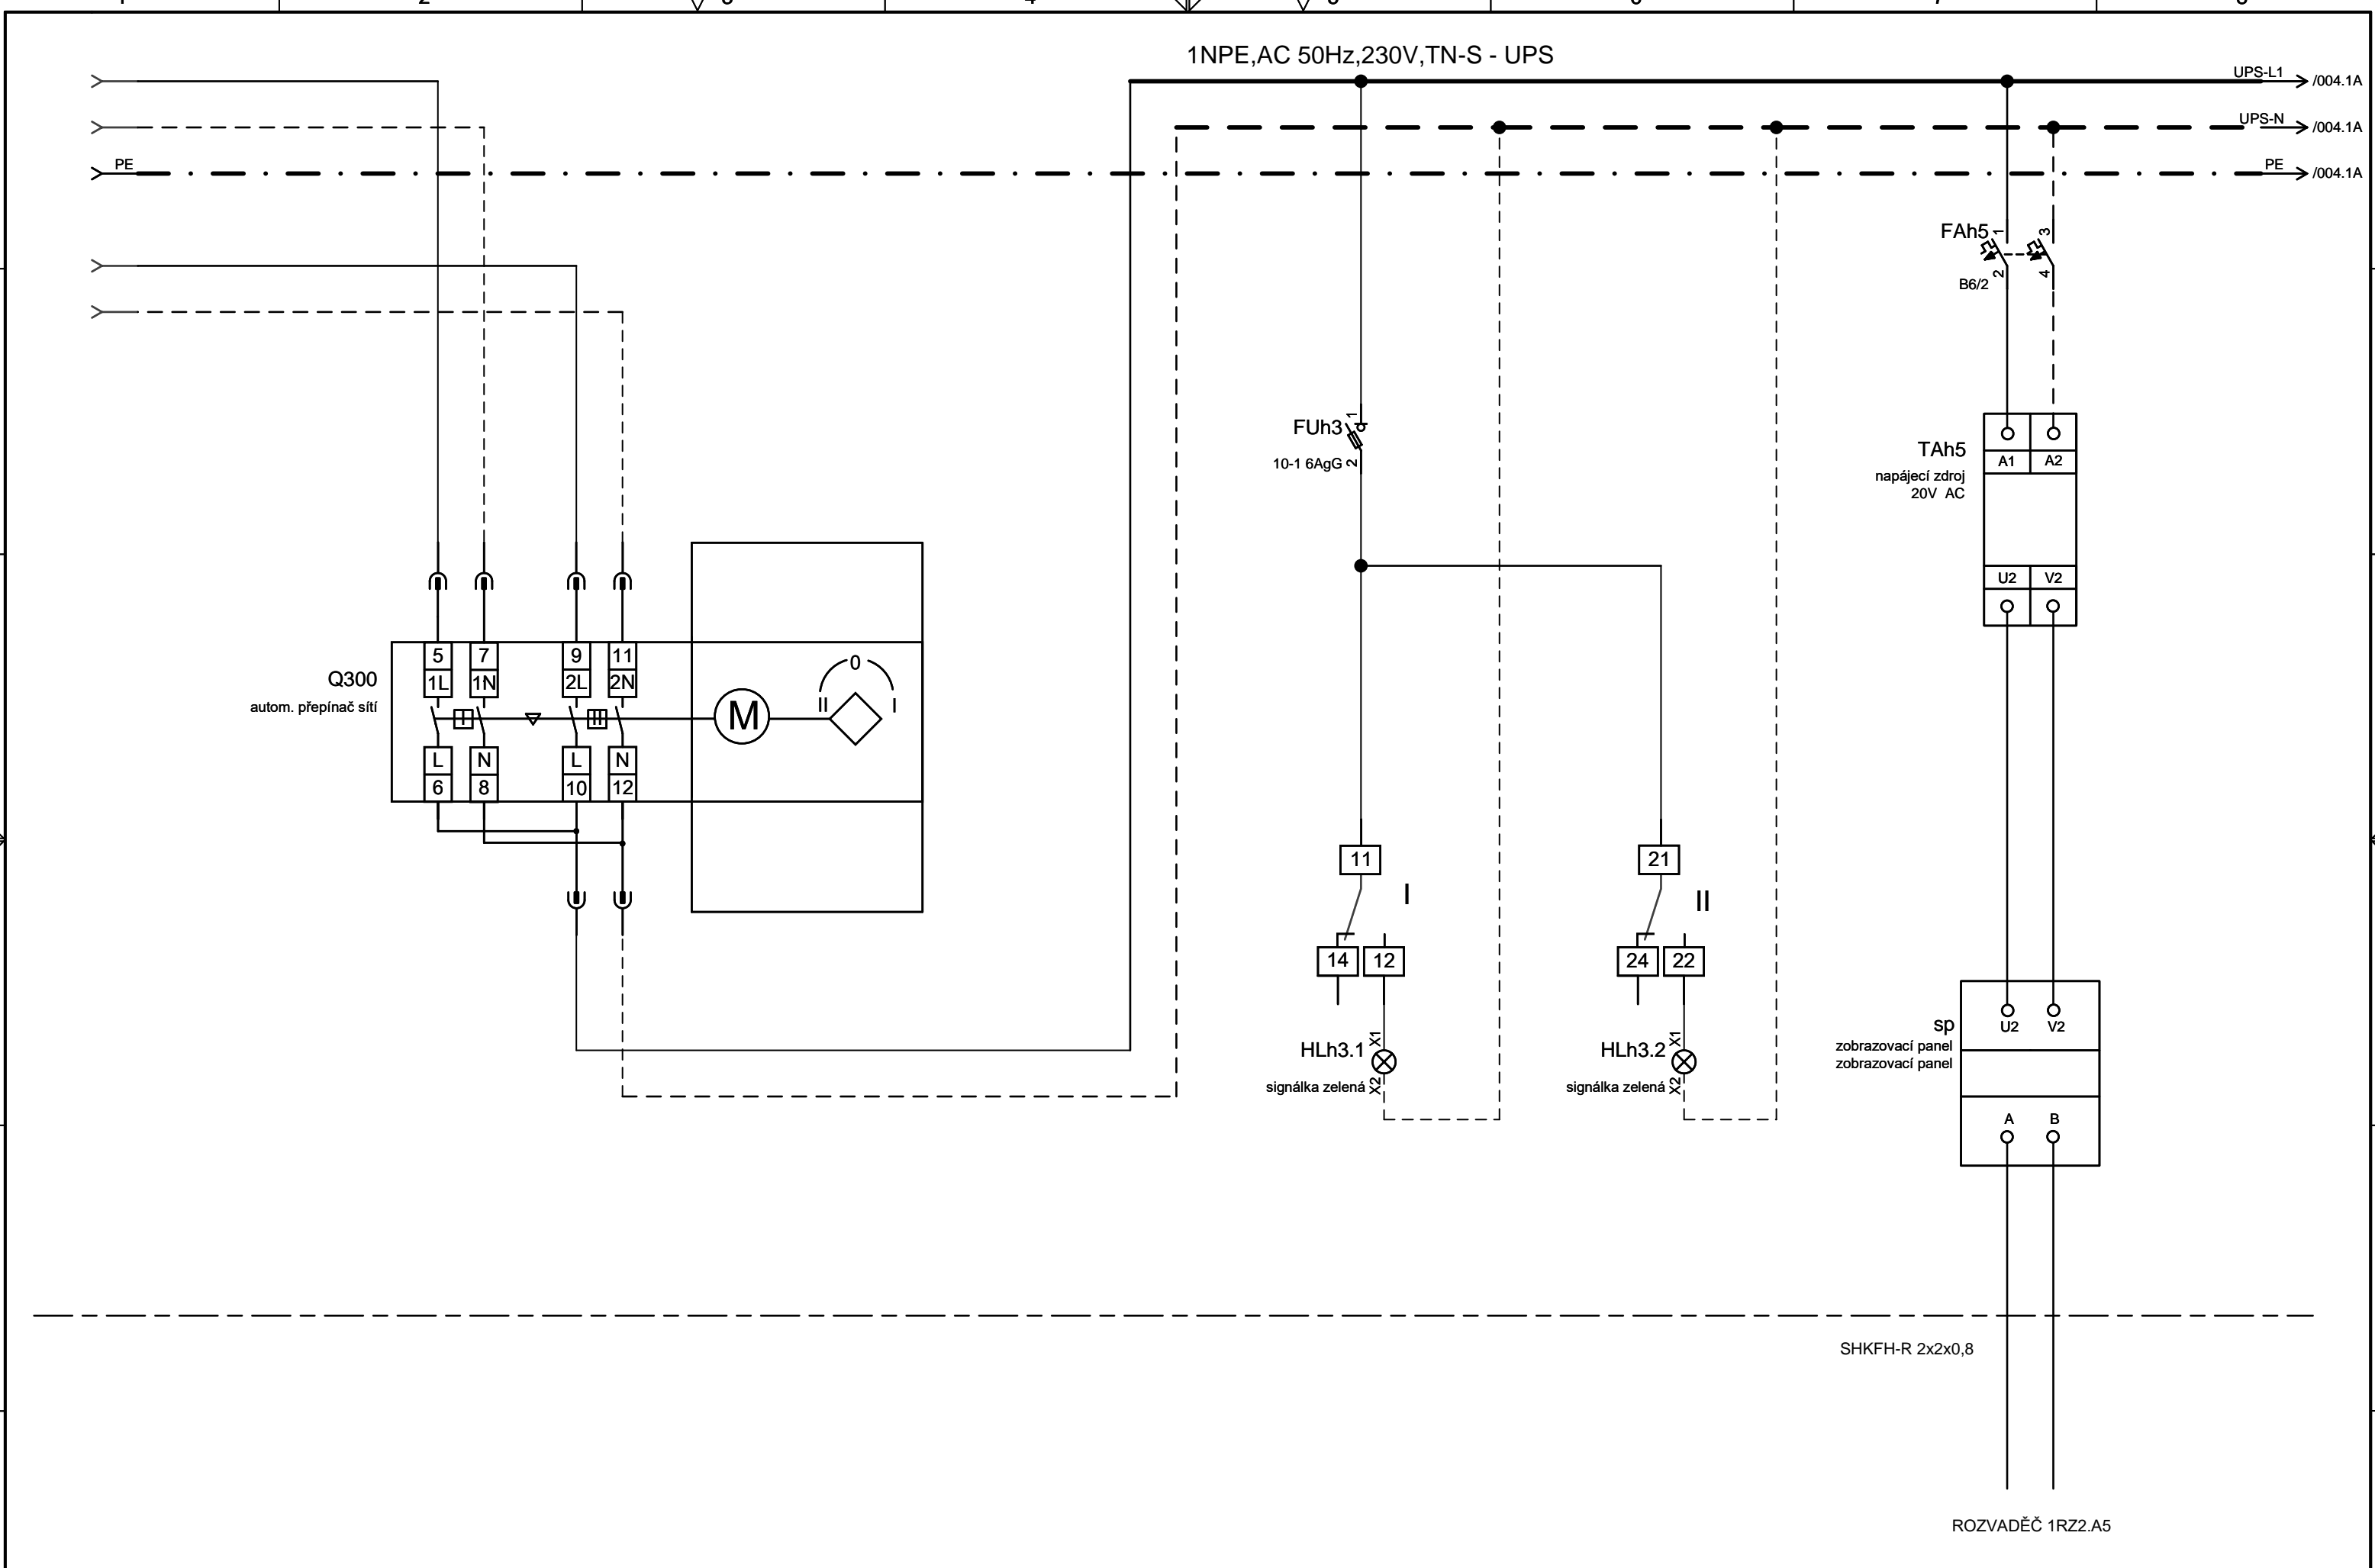 1NPE,AC 50Hz,230V,TN-S - UPS
UPS-L1
/004.1A
UPS-N
/004.1A
PE
PE
/004.1A
FAh5
1
3
2
4
B6/2
FUh3
1
10-1 6AgG
2
TAh5
napájecí zdroj
20V AC
A1
A2
U2
V2
Q300
autom. přepínač sítí
5
7
9
11
1L
1N
2L
2N
I
II
M
0
II
I
L
N
L
N
6
8
10
12
11
21
I
II
14
12
24
22
HLh3.1
X1
signálka zelená
X2
HLh3.2
X1
signálka zelená
X2
sp
zobrazovací panel
zobrazovací panel
U2
V2
A
B
SHKFH-R 2x2x0,8
ROZVADĚČ 1RZ2.A5